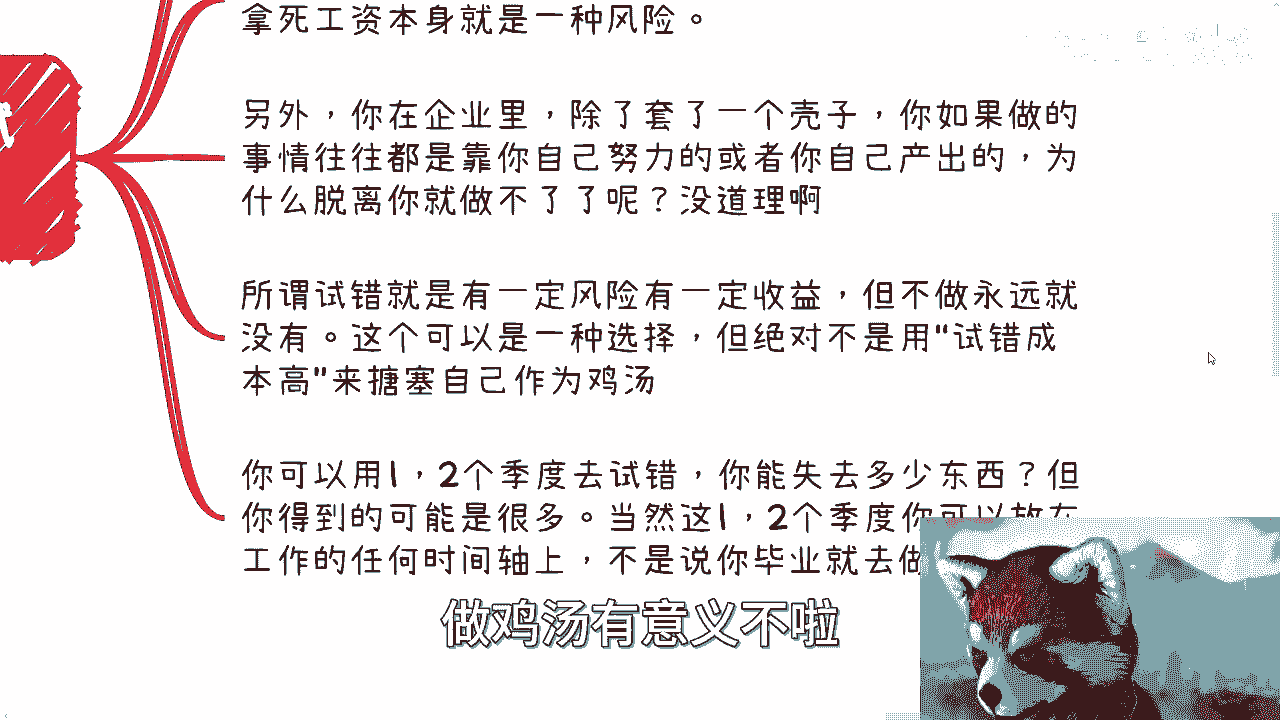 拿死工资本身就是一种风险。
另外，你在企业里，除了套了一个壳子，你如果做的
事情往往都是靠你自己努力的或者你自己产出的，为
什么脱离你就做不了了呢？没道理啊
所谓试错就是有一定风险有一定收益，但不做永远就
没有。这个可以是一种选择，但绝对不是用"试错成
本高"来搪塞自己作为鸡汤
你可以用1，2个季度去试错，你能失去多少东西？但
你得到的可能是很多。当然这1，2个季度你可以放在
工作的任何时间轴上，不是说你毕业就去做
做鸡汤有意义不啦